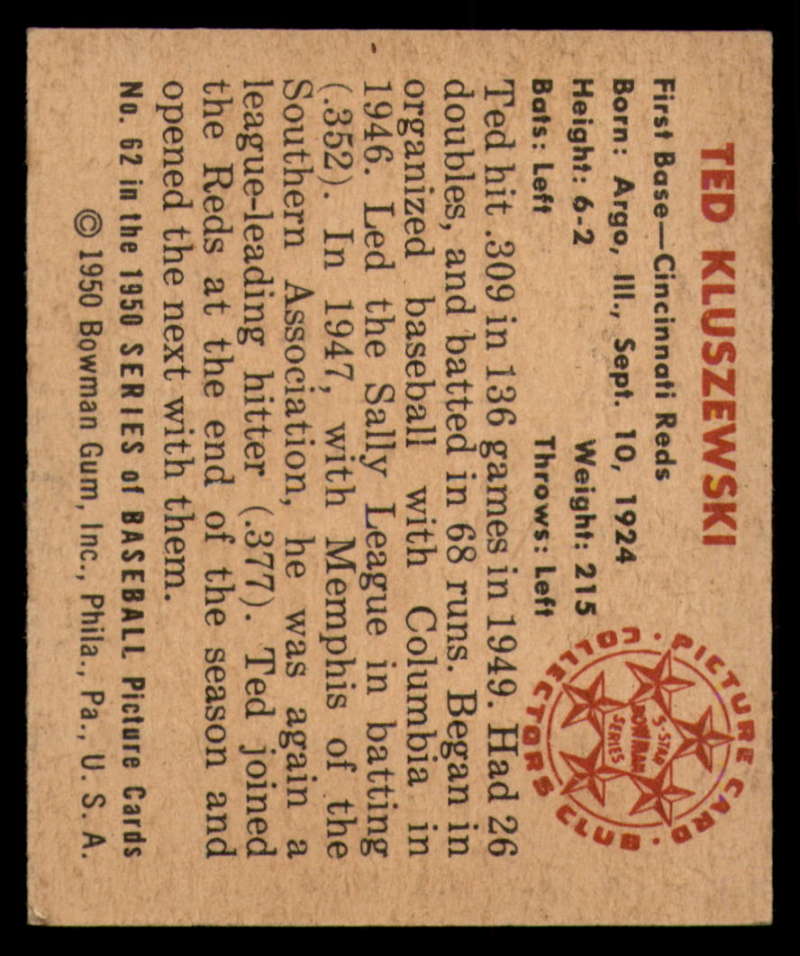 TED KLUSZEWSKI
First Base—Cincinnati Reds
Born: Argo, Ill., Sept. 10, 1924
Height: 6-2 Weight: 215
Bats: Left Throws: Left
PICTURE CARD COLLECTORS CLUB
5-STAR
BOWMAN
SERIES
Ted hit .309 in 136 games in 1949. Had 26
doubles, and batted in 68 runs. Began in
organized baseball with Columbia in
1946. Led the Sally League in batting
(.352). In 1947, with Memphis of the
Southern Association, he was again a
league-leading hitter (.377). Ted joined
the Reds at the end of the season and
opened the next with them.
No. 62 in the 1950 SERIES of BASEBALL Picture Cards
© 1950 Bowman Gum, Inc., Phila., Pa., U. S. A.